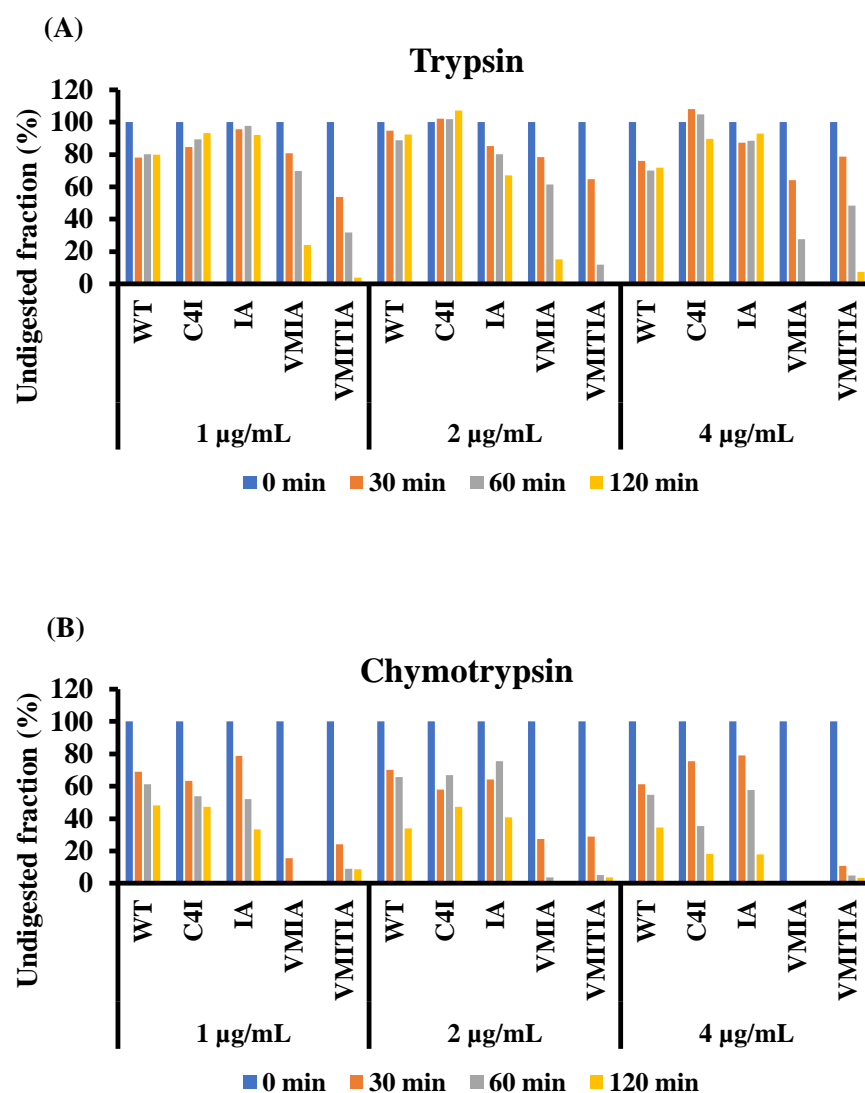 (A)
Trypsin
Undigested fraction (%)
120
100
80
60
40
20
0
WT C4I IA VMIA VMITIA WT C4I IA VMIA VMITIA WT C4I IA VMIA VMITIA
1 µg/mL 2 µg/mL 4 µg/mL
0 min 30 min 60 min 120 min
(B)
Chymotrypsin
Undigested fraction (%)
120
100
80
60
40
20
0
WT C4I IA VMIA VMITIA WT C4I IA VMIA VMITIA WT C4I IA VMIA VMITIA
1 µg/mL 2 µg/mL 4 µg/mL
0 min 30 min 60 min 120 min